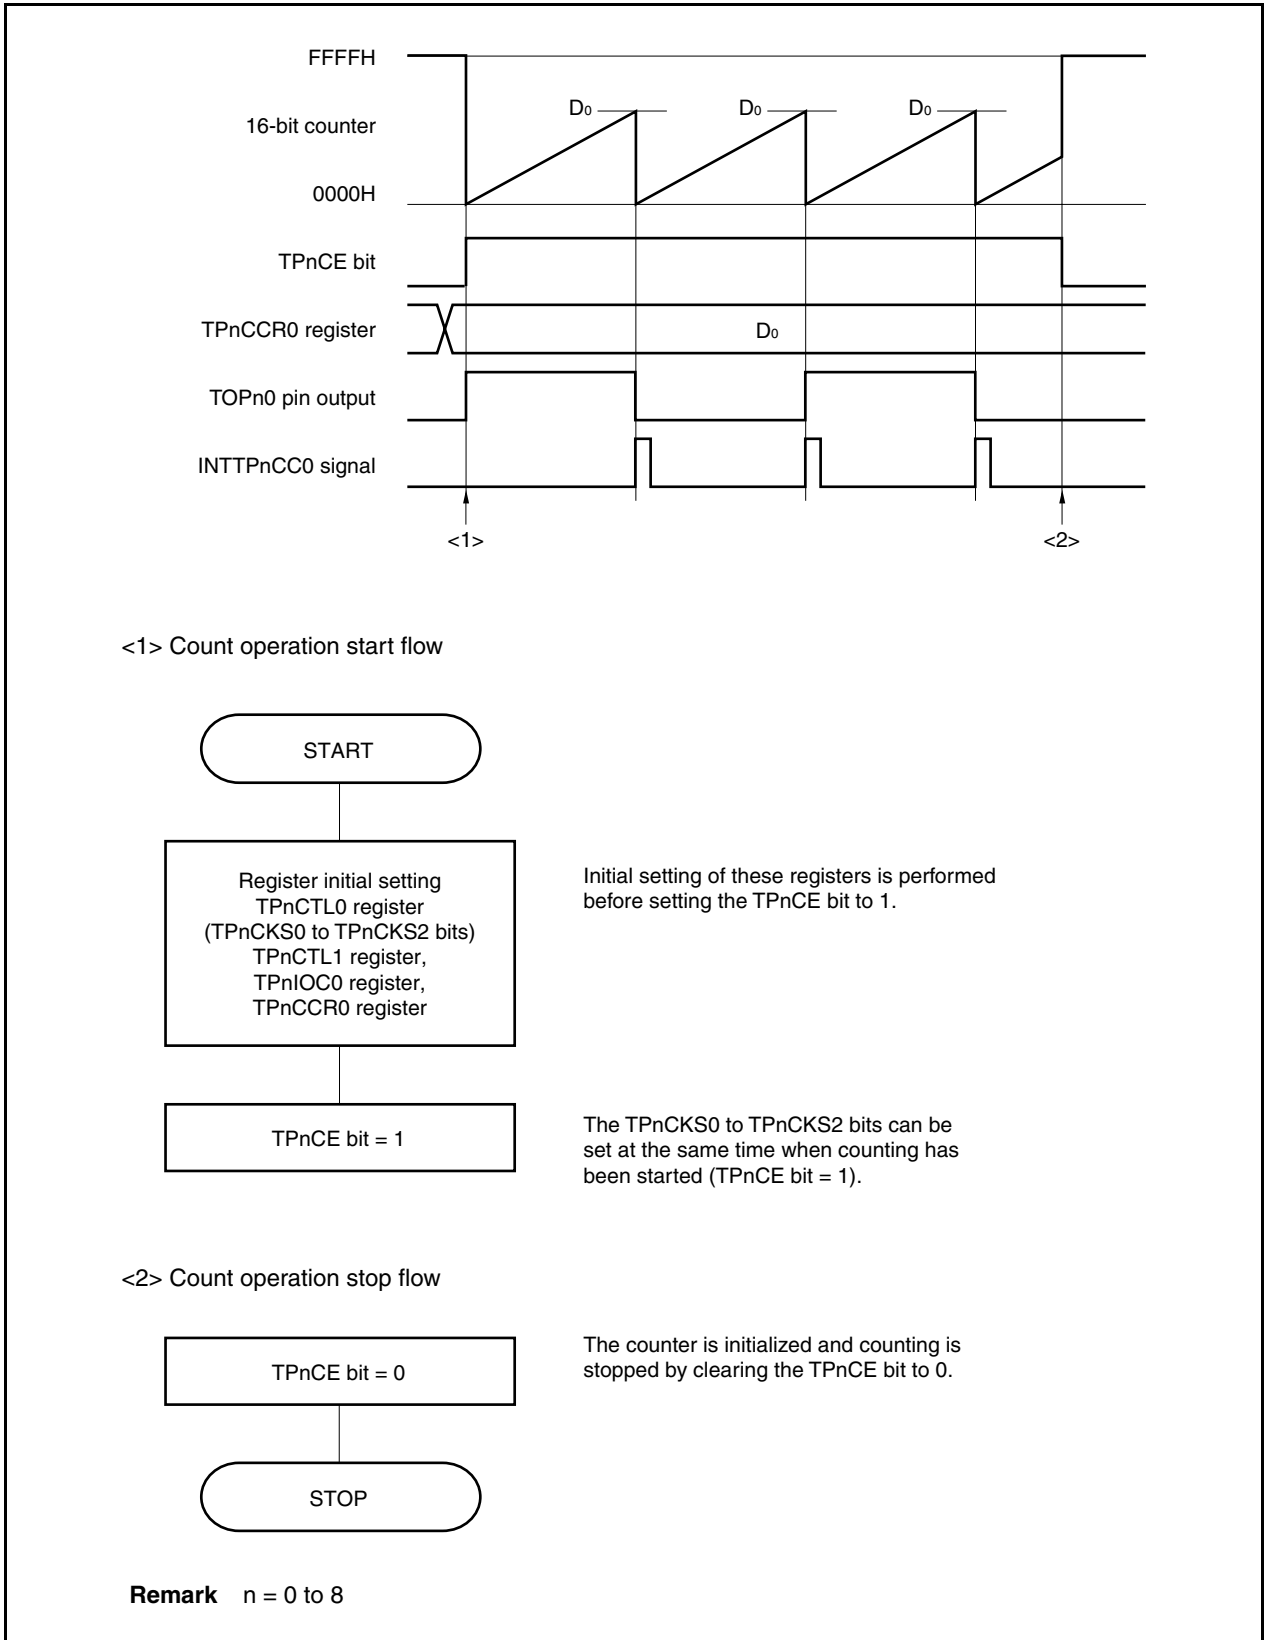 FFFFH
16-bit counter
0000H
D0
D0
D0
TPnCE bit
TPnCCR0 register
D0
TOPn0 pin output
INTTPnCC0 signal
<1>
<2>
<1> Count operation start flow
START
Register initial setting
TPnCTL0 register
(TPnCKS0 to TPnCKS2 bits)
TPnCTL1 register,
TPnIOC0 register,
TPnCCR0 register
Initial setting of these registers is performed
before setting the TPnCE bit to 1.
TPnCE bit = 1
The TPnCKS0 to TPnCKS2 bits can be
set at the same time when counting has
been started (TPnCE bit = 1).
<2> Count operation stop flow
TPnCE bit = 0
The counter is initialized and counting is
stopped by clearing the TPnCE bit to 0.
STOP
Remark n = 0 to 8